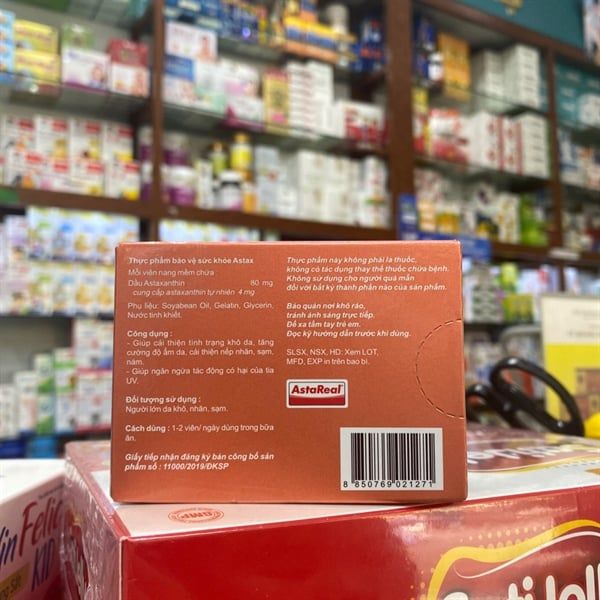 Thực phẩm bảo vệ sức khỏe Astax
Mỗi viên nang mềm chứa
Dầu Astaxanthin 80 mg
cung cấp astaxanthin tự nhiên 4 mg
Phụ liệu: Soyabean Oil, Gelatin, Glycerin,
Nước tinh khiết.
Công dụng :
- Giúp cải thiện tình trạng khô da, tăng
cường độ ẩm da, cải thiện nếp nhăn, sạm,
nám.
- Giúp ngăn ngừa tác động có hại của tia
UV.
Đối tượng sử dụng :
Người lớn da khô, nhăn, sạm.
Cách dùng : 1-2 viên/ ngày dùng trong bữa
ăn.
Giấy tiếp nhận đăng ký bản công bố sản
phẩm số : 11000/2019/ĐKSP
Thực phẩm này không phải là thuốc,
không có tác dụng thay thế thuốc chữa bệnh.
Không sử dụng cho người quá mẫn
đối với bất kỳ thành phần nào của sản phẩm.
Bảo quản nơi khô ráo,
tránh ánh sáng trực tiếp.
Để xa tầm tay trẻ em.
Đọc kỹ hướng dẫn trước khi dùng.
SLSX, NSX, HD: Xem LOT,
MFD, EXP in trên bao bì.
AstaReal
8 850769 021271
GMP
KID